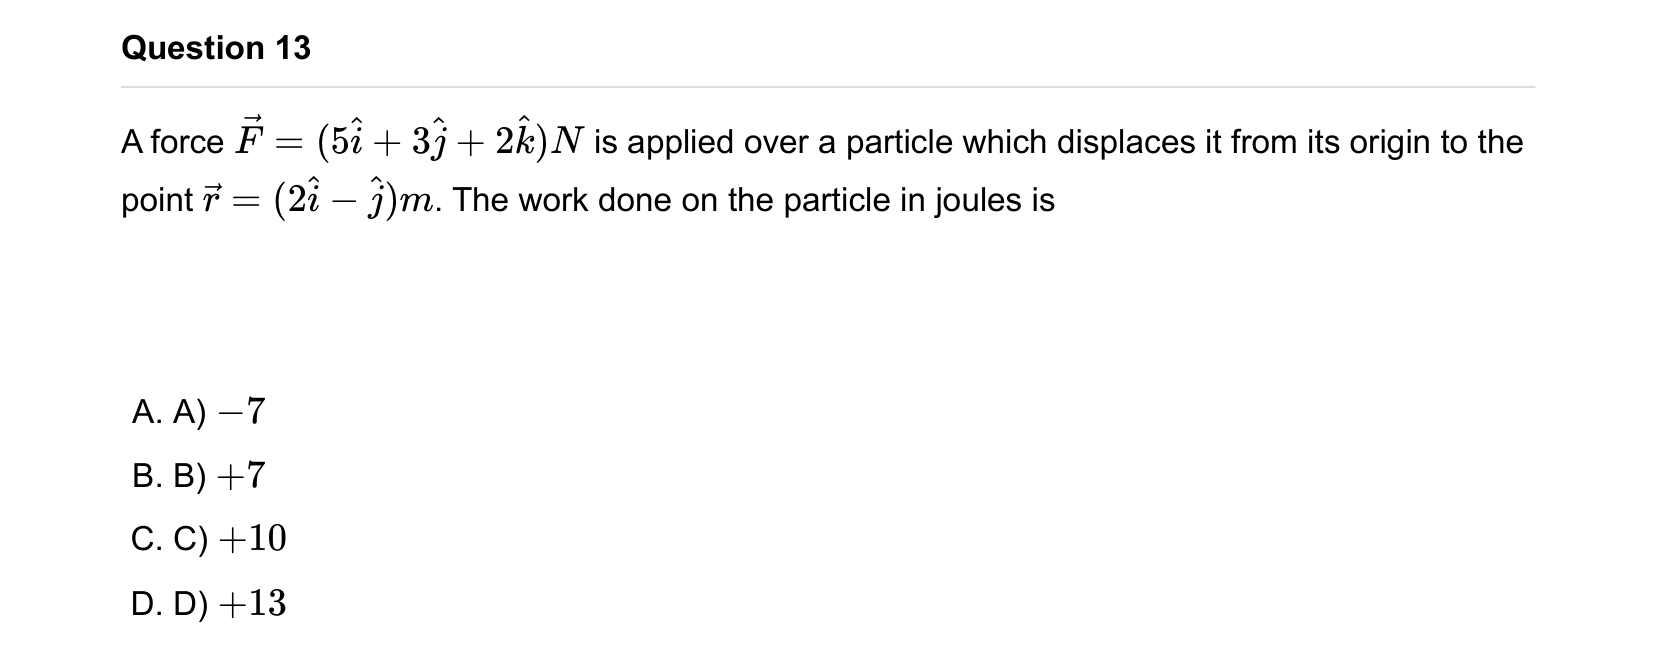 Question 13
A force $\vec{F} = (5\hat{i} + 3\hat{j} + 2\hat{k})N$ is applied over a particle which displaces it from its origin to the
point $\vec{r} = (2\hat{i} - \hat{j})m$. The work done on the particle in joules is
A. A) −7
B. B) +7
C. C) +10
D. D) +13